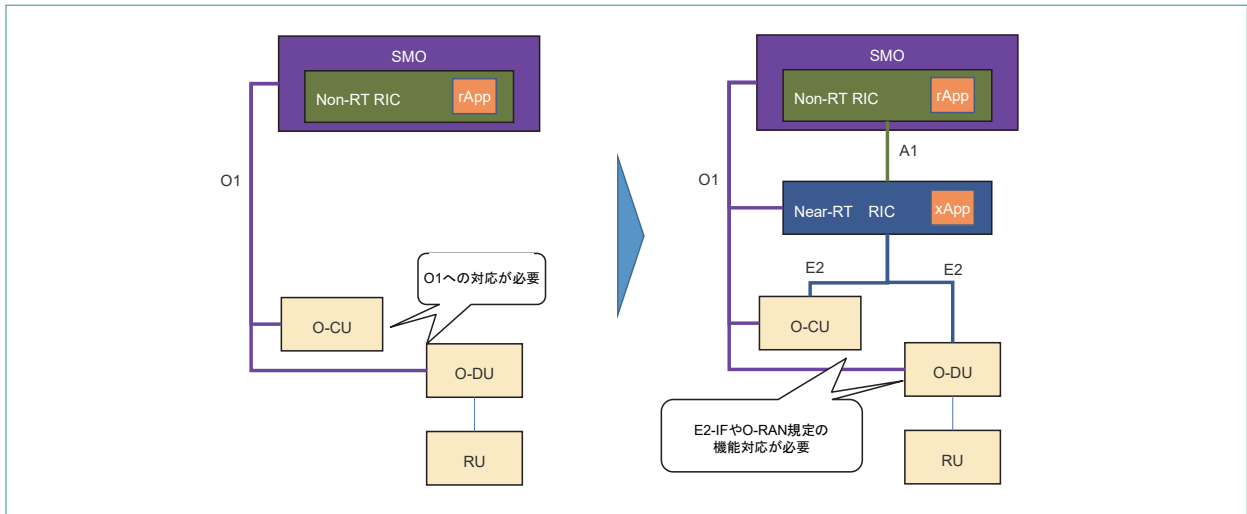 SMO
Non-RT RIC
rApp
O1
O1への対応が必要
O-CU
O-DU
RU
SMO
Non-RT RIC
rApp
A1
O1
Near-RT RIC
xApp
E2
E2
O-CU
O-DU
E2-IFやO-RAN規定の
機能対応が必要
RU